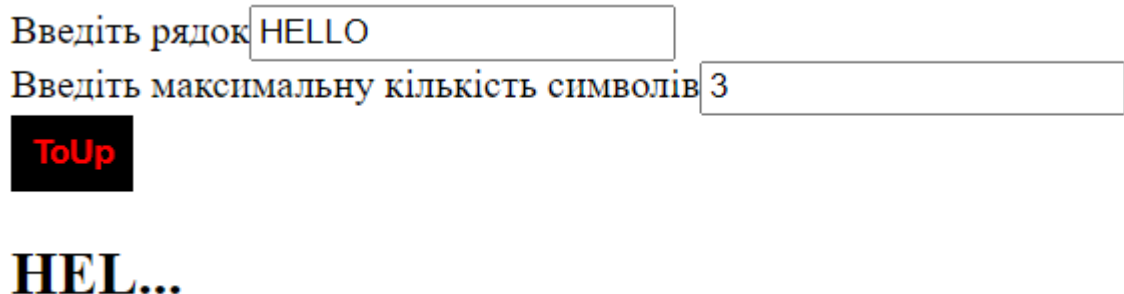 Введіть рядок HELLO
Введіть максимальну кількість символів 3
ToUp
HEL...